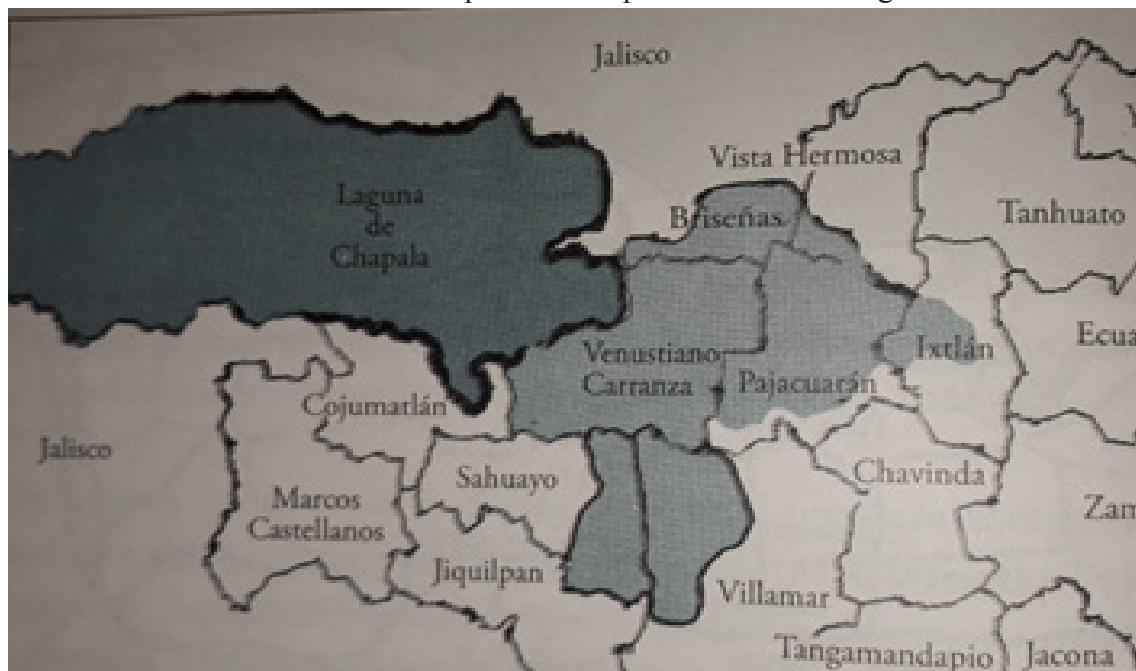 Jalisco
Vista Hermosa
Laguna
de
Chapala
Briseñas
Tanhuato
Venustiano
Carranza
Pajacuarán
Ixtlán
Ecua
Cojumatlán
Jalisco
Sahuayo
Chavinda
Marcos
Castellanos
Zam
Jiquilpan
Villamar
Tangamandapio
Jacona